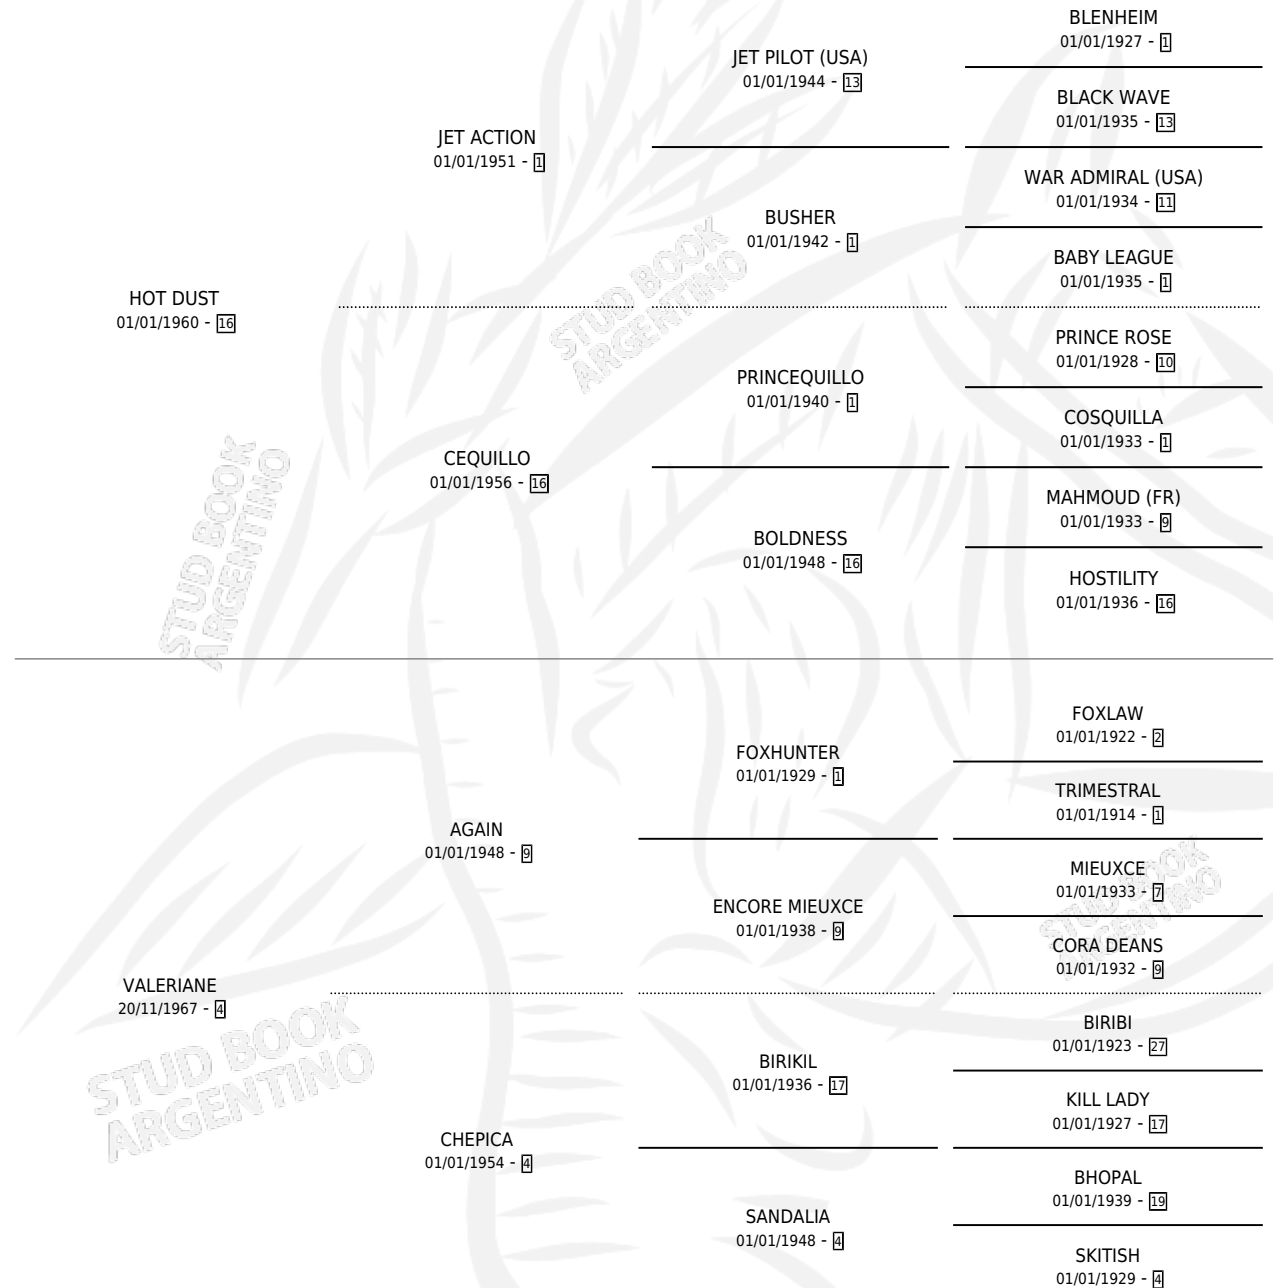 BLENHEIM
01/01/1927 - 1
JET PILOT (USA)
01/01/1944 - 13
BLACK WAVE
01/01/1935 - 13
JET ACTION
01/01/1951 - 1
WAR ADMIRAL (USA)
01/01/1934 - 11
BUSHER
01/01/1942 - 1
BABY LEAGUE
01/01/1935 - 1
HOT DUST
01/01/1960 - 16
PRINCE ROSE
01/01/1928 - 10
PRINCEQUILLO
01/01/1940 - 1
COSQUILLA
01/01/1933 - 1
CEQUILLO
01/01/1956 - 16
MAHMOUD (FR)
01/01/1933 - 9
BOLDNESS
01/01/1948 - 16
HOSTILITY
01/01/1936 - 16
FOXLAW
01/01/1922 - 2
FOXHUNTER
01/01/1929 - 1
TRIMESTRAL
01/01/1914 - 1
AGAIN
01/01/1948 - 9
MIEUXCE
01/01/1933 - 7
ENCORE MIEUXCE
01/01/1938 - 9
CORA DEANS
01/01/1932 - 9
VALERIANE
20/11/1967 - 4
BIRIBI
01/01/1923 - 27
BIRIKIL
01/01/1936 - 17
KILL LADY
01/01/1927 - 17
CHEPICA
01/01/1954 - 4
BHOPAL
01/01/1939 - 19
SANDALIA
01/01/1948 - 4
SKITISH
01/01/1929 - 4
STUD BOOK
ARGENTINO
STUD BOOK
ARGENTINO
STUD BOOK
ARGENTINO
STUD BOOK
ARGENTINO